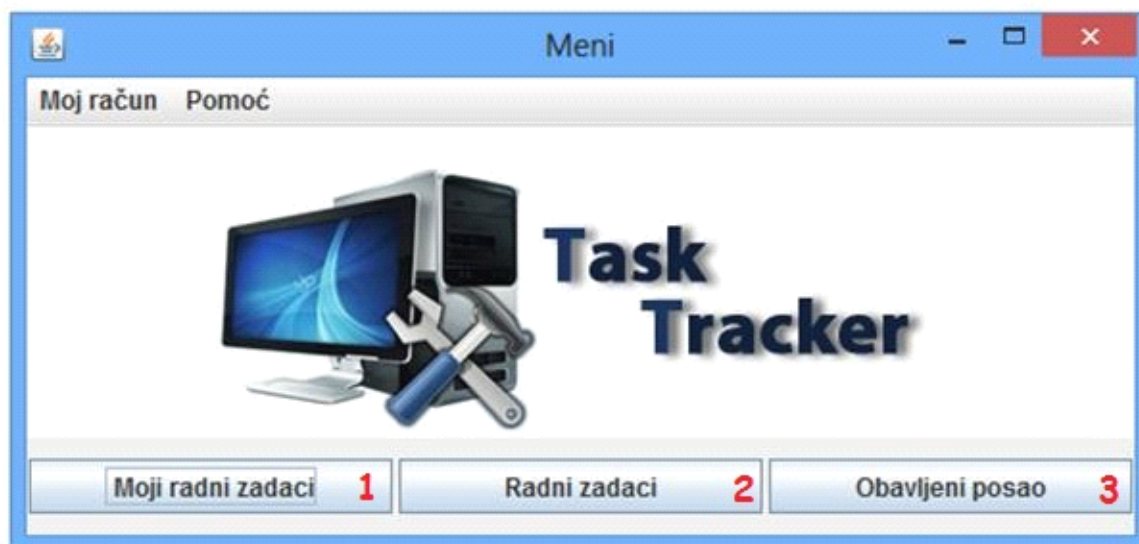 Meni
Moj račun Pomoć
Task
Tracker
Moji radni zadaci 1 Radni zadaci 2 Obavljeni posao 3